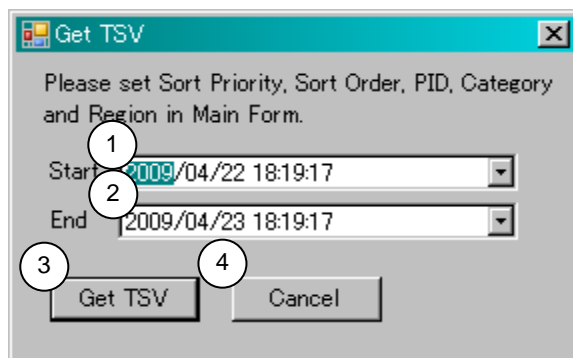 Get TSV
Please set Sort Priority, Sort Order, PID, Category
and Region in Main Form.
1
Start 2009/04/22 18:19:17
2
End 2009/04/23 18:19:17
3 4
Get TSV Cancel